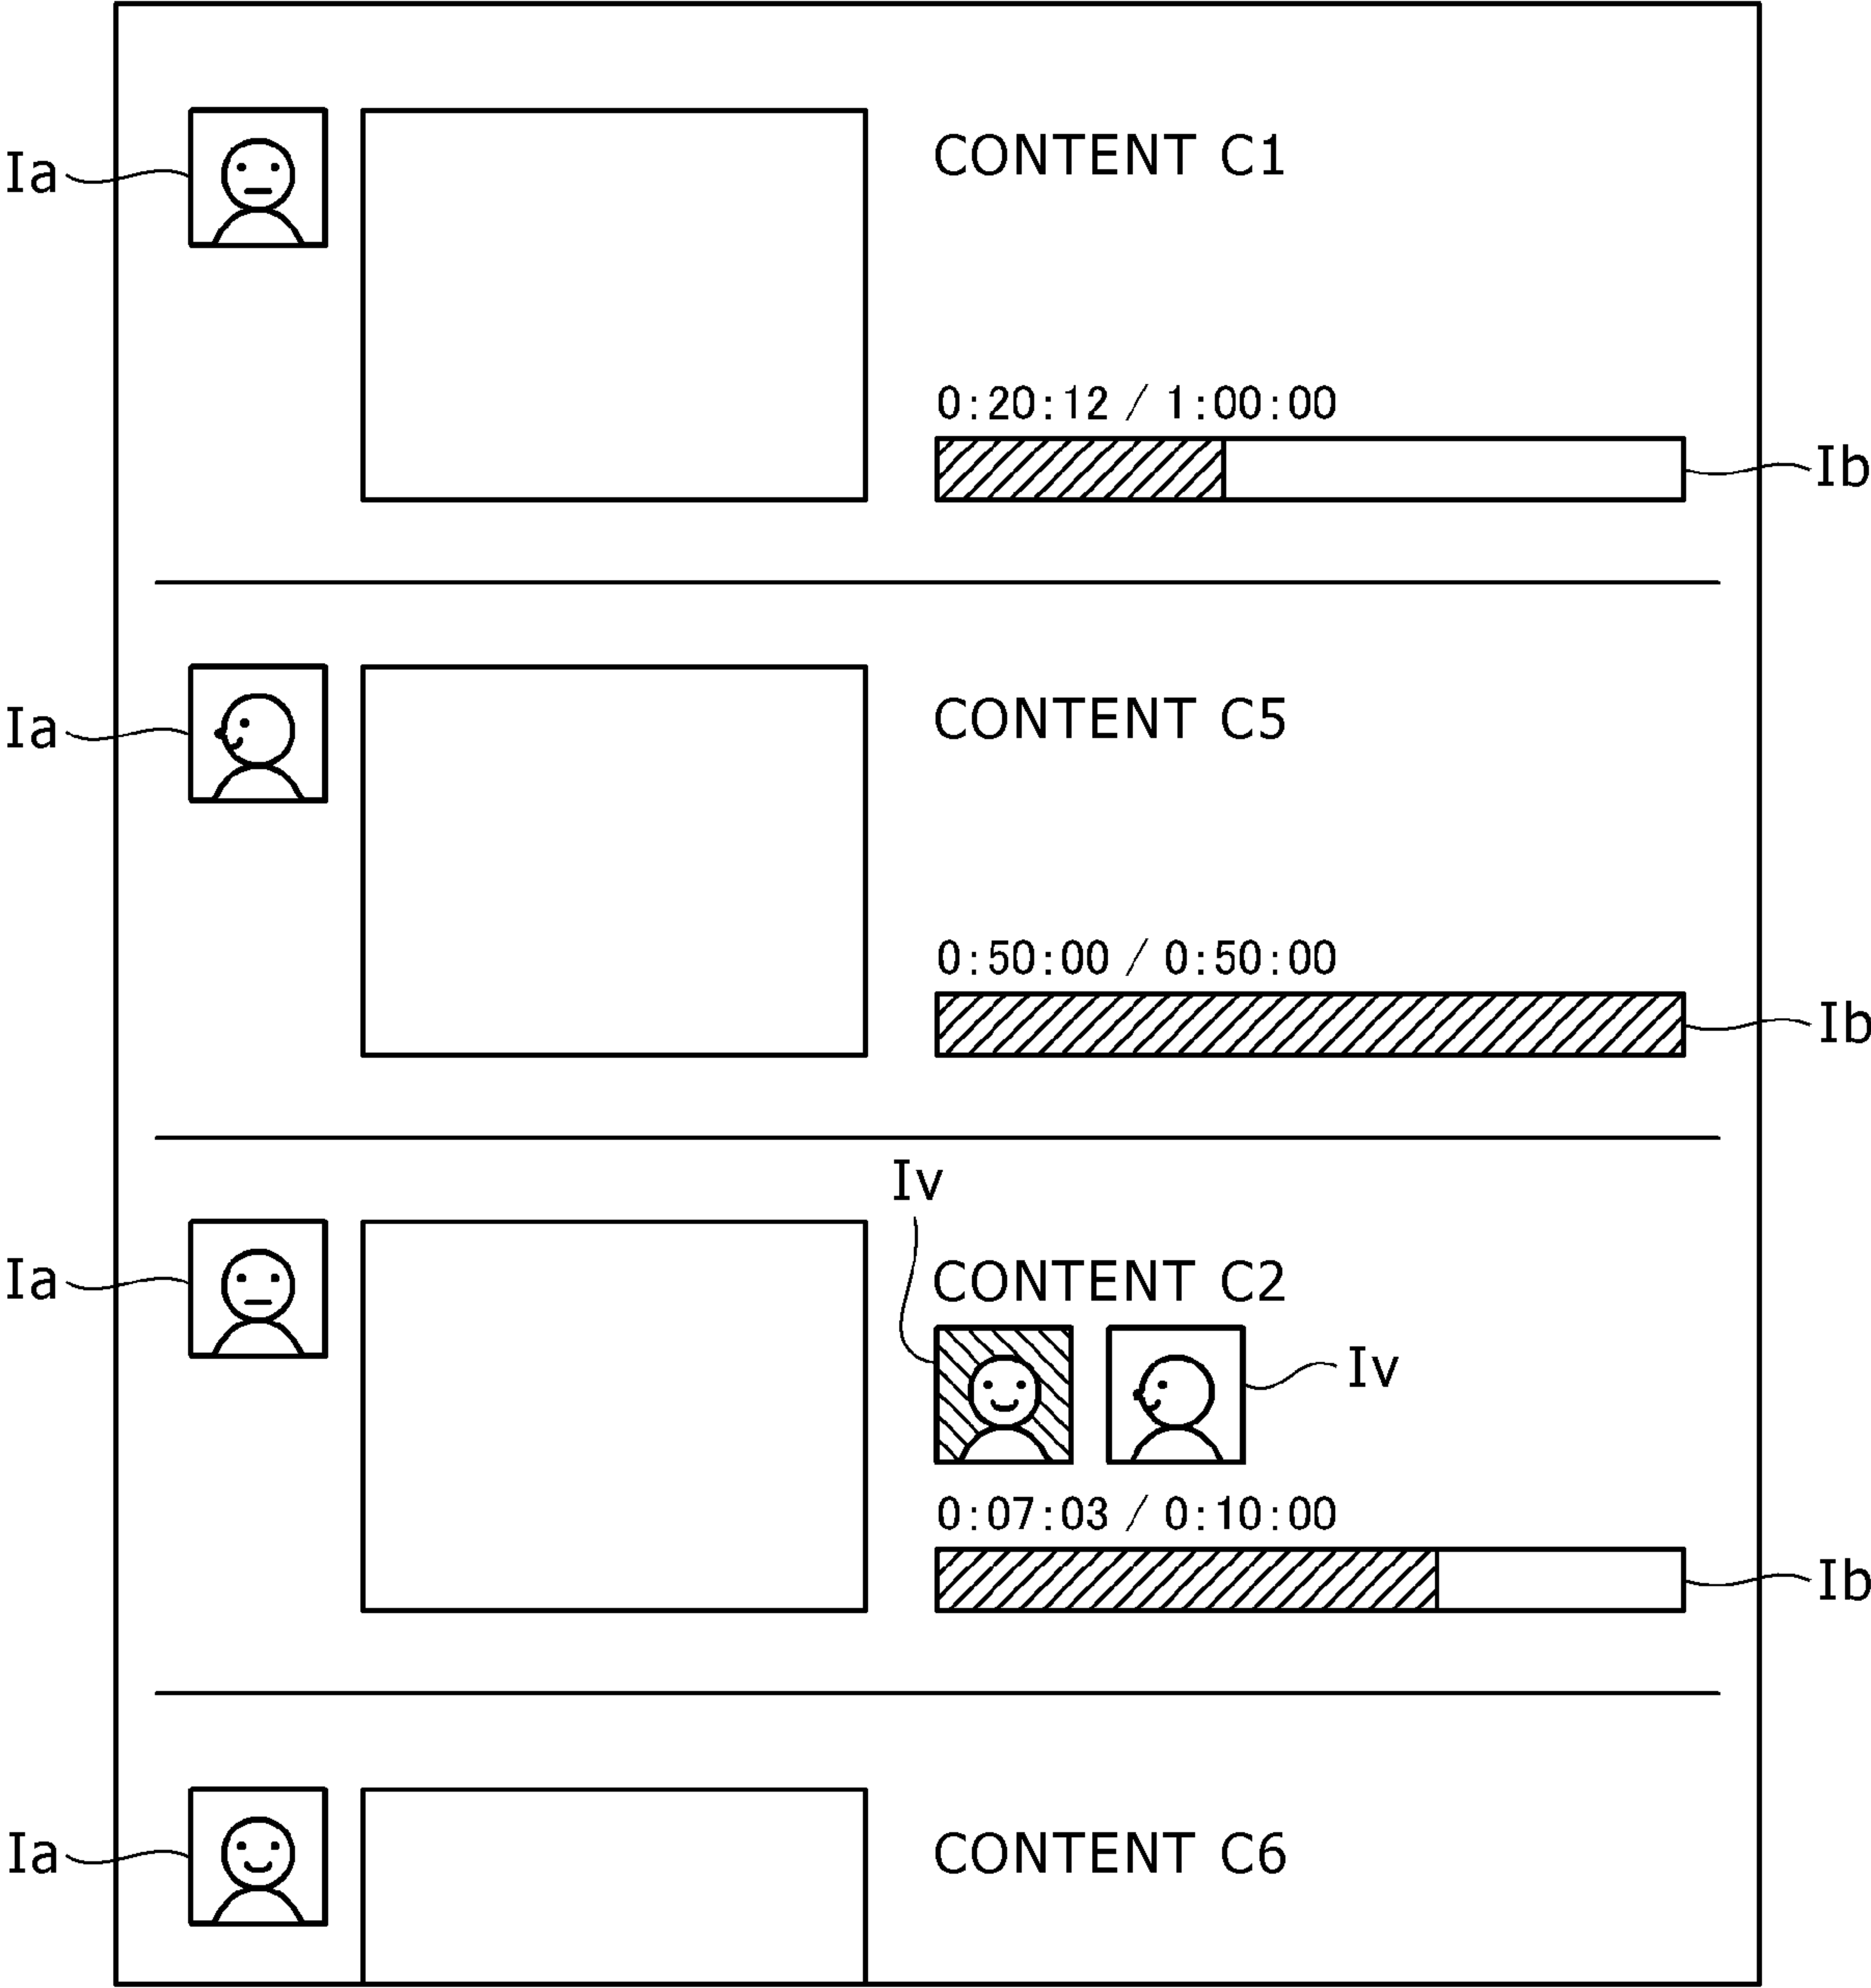 CONTENT C1
Ia
0:20:12 / 1:00:00
Ib
Ia
CONTENT C5
0:50:00 / 0:50:00
Ib
Iv
Ia
CONTENT C2
Iv
0:07:03 / 0:10:00
Ib
Ia
CONTENT C6